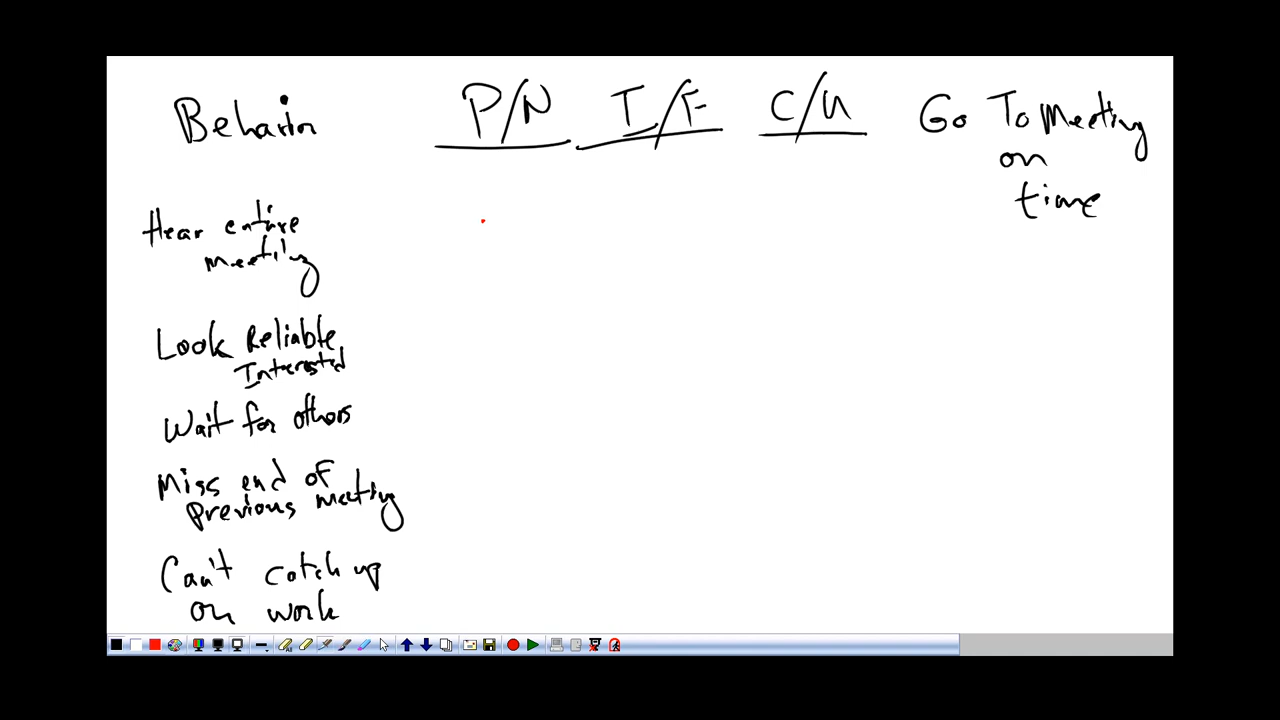 Behavior P/N T/F C/U Go To Meeting
on
time
Hear entire
meeting
Look Reliable
Interested
Wait for others
Miss end of
previous meeting
Can't catch up
on work